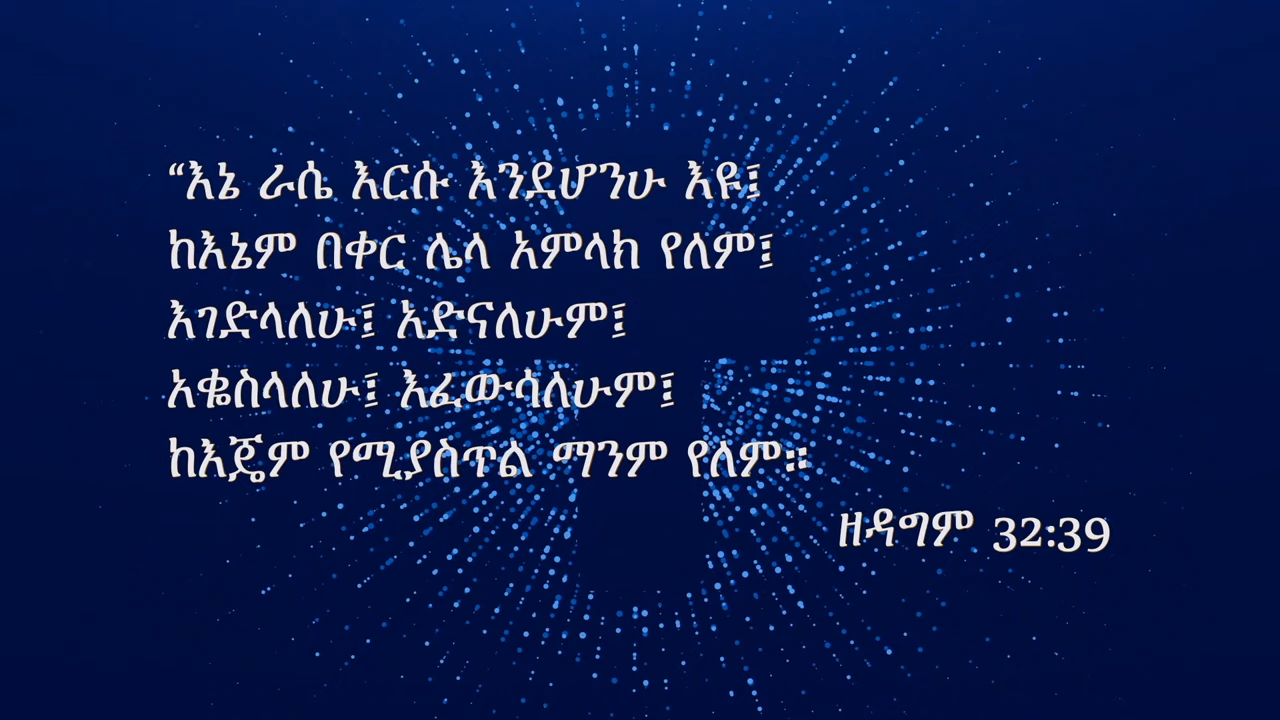 “እኔ ራሴ እርሱ እንደሆንሁ እዩ፤
ከእኔም በቀር ሌላ አምላክ የለም፤
እገድላለሁ፤ አድናለሁም፤
አቈስላለሁ፤ እፈውሳለሁም፤
ከእጄም የሚያስጥል ማንም የለም።
ዘዳግም 32:39